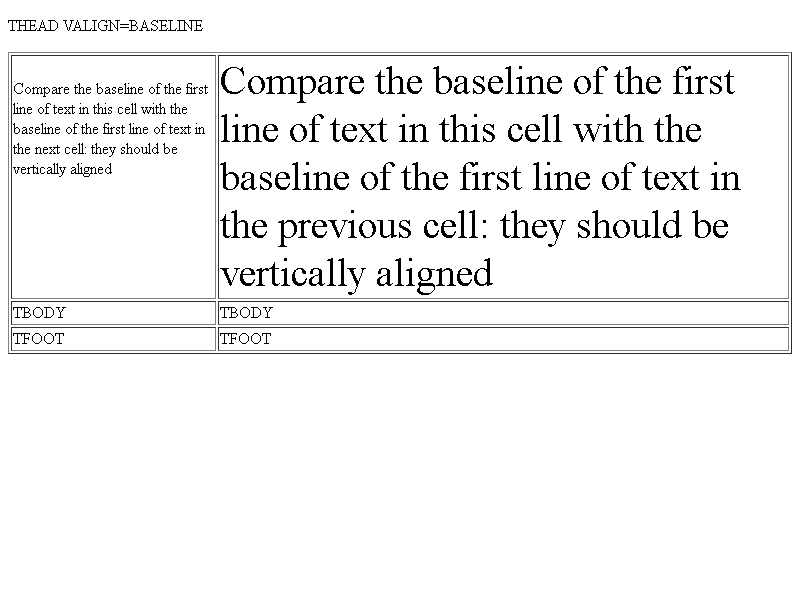 THEAD VALIGN=BASELINE
Compare the baseline of the first
line of text in this cell with the
baseline of the first line of text in
the next cell: they should be
vertically aligned
Compare the baseline of the first
line of text in this cell with the
baseline of the first line of text in
the previous cell: they should be
vertically aligned
TBODY
TBODY
TFOOT
TFOOT